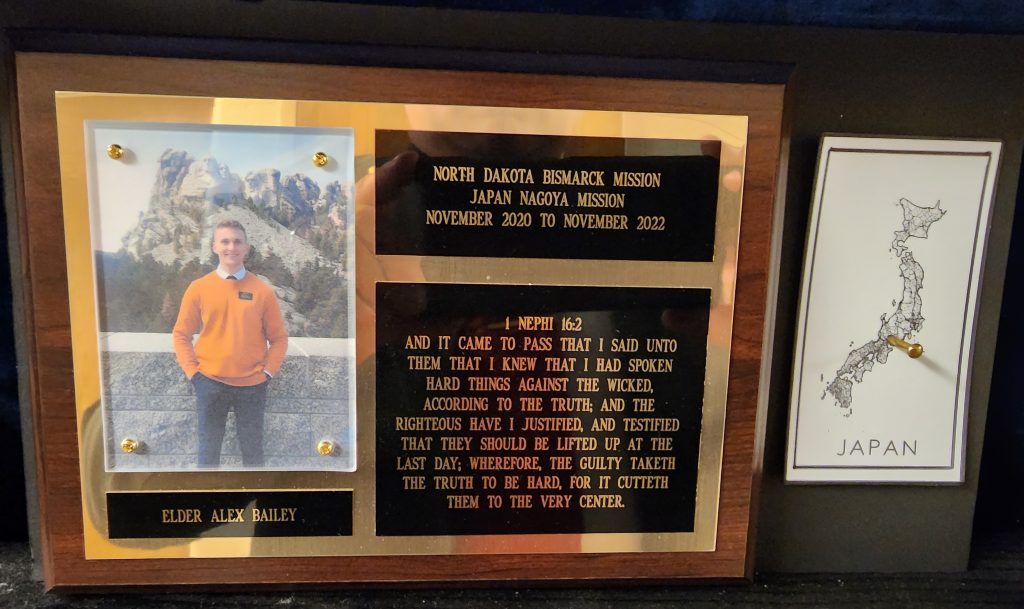 NORTH DAKOTA BISMARCK MISSION
JAPAN NAGOYA MISSION
NOVEMBER 2020 TO NOVEMBER 2022
1 NEPHI 16:2
AND IT CAME TO PASS THAT I SAID UNTO
THEM THAT I KNEW THAT I HAD SPOKEN
HARD THINGS AGAINST THE WICKED,
ACCORDING TO THE TRUTH; AND THE
RIGHTEOUS HAVE I JUSTIFIED, AND TESTIFIED
THAT THEY SHOULD BE LIFTED UP AT THE
LAST DAY; WHEREFORE, THE GUILTY TAKETH
THE TRUTH TO BE HARD, FOR IT CUTTETH
THEM TO THE VERY CENTER.
ELDER ALEX BAILEY
JAPAN